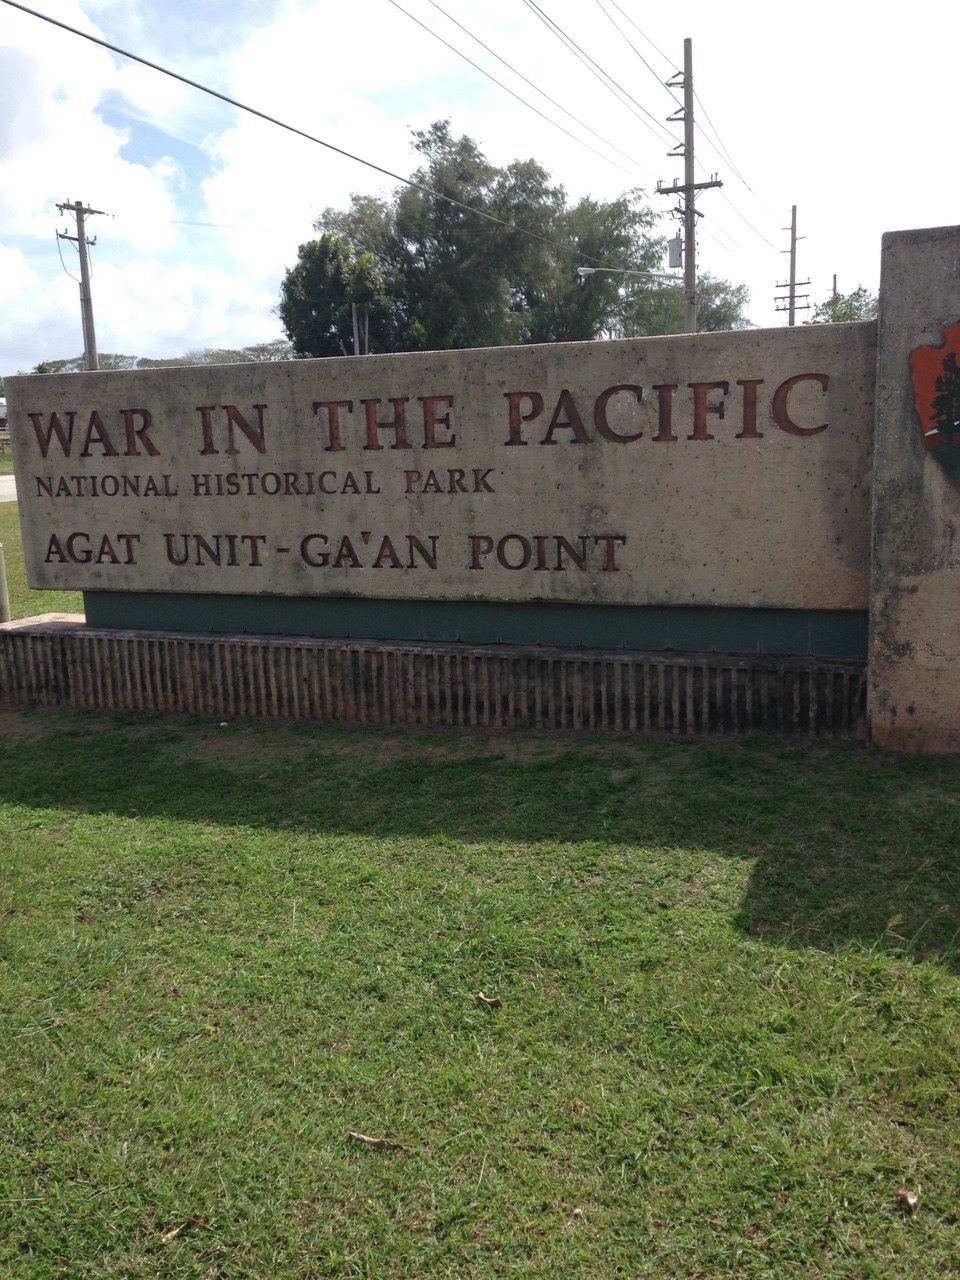 WAR IN THE PACIFIC
NATIONAL HISTORICAL PARK
AGAT UNIT-GA'AN POINT